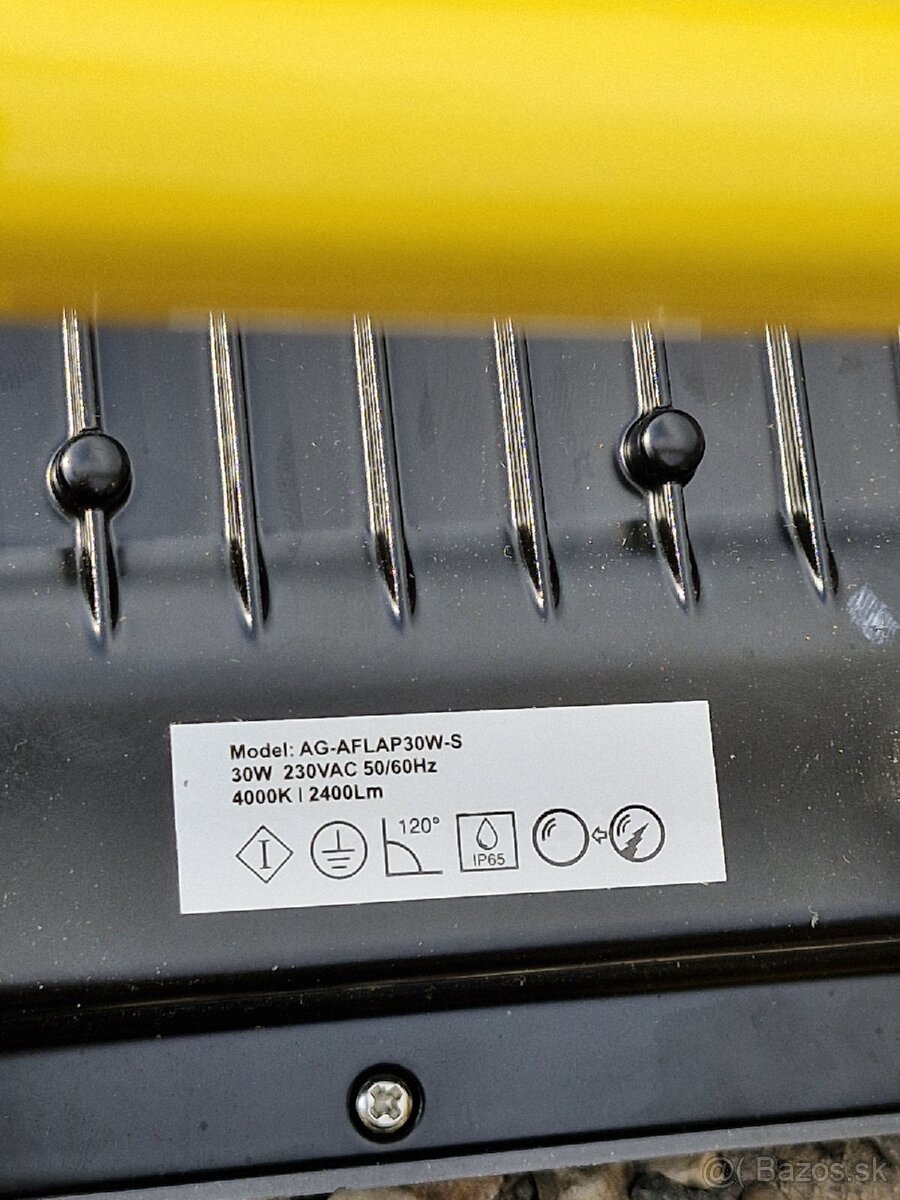 Model: AG-AFLAP30W-S
30W 230VAC 50/60Hz
4000K | 2400Lm
I
120°
IP65
@( Bazos.sk